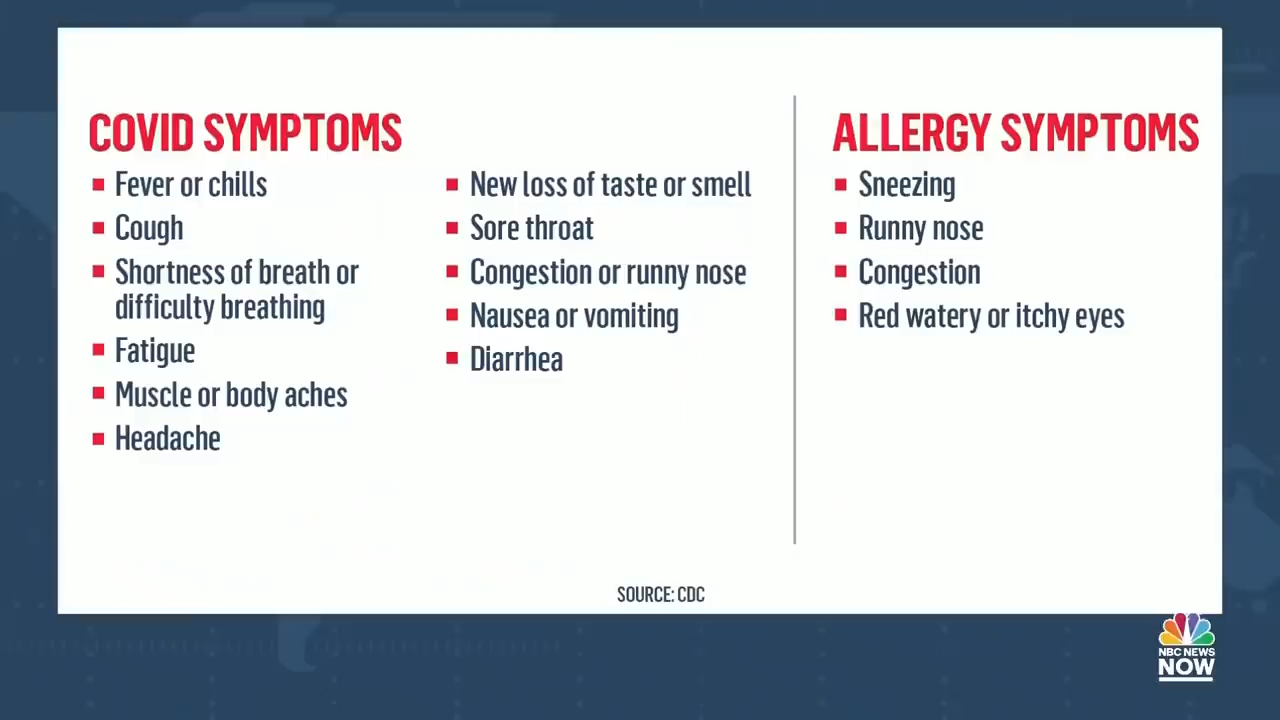 COVID SYMPTOMS
Fever or chills
Cough
Shortness of breath or
difficulty breathing
Fatigue
Muscle or body aches
Headache
New loss of taste or smell
Sore throat
Congestion or runny nose
Nausea or vomiting
Diarrhea
ALLERGY SYMPTOMS
Sneezing
Runny nose
Congestion
Red watery or itchy eyes
SOURCE: CDC
NBC NEWS
NOW